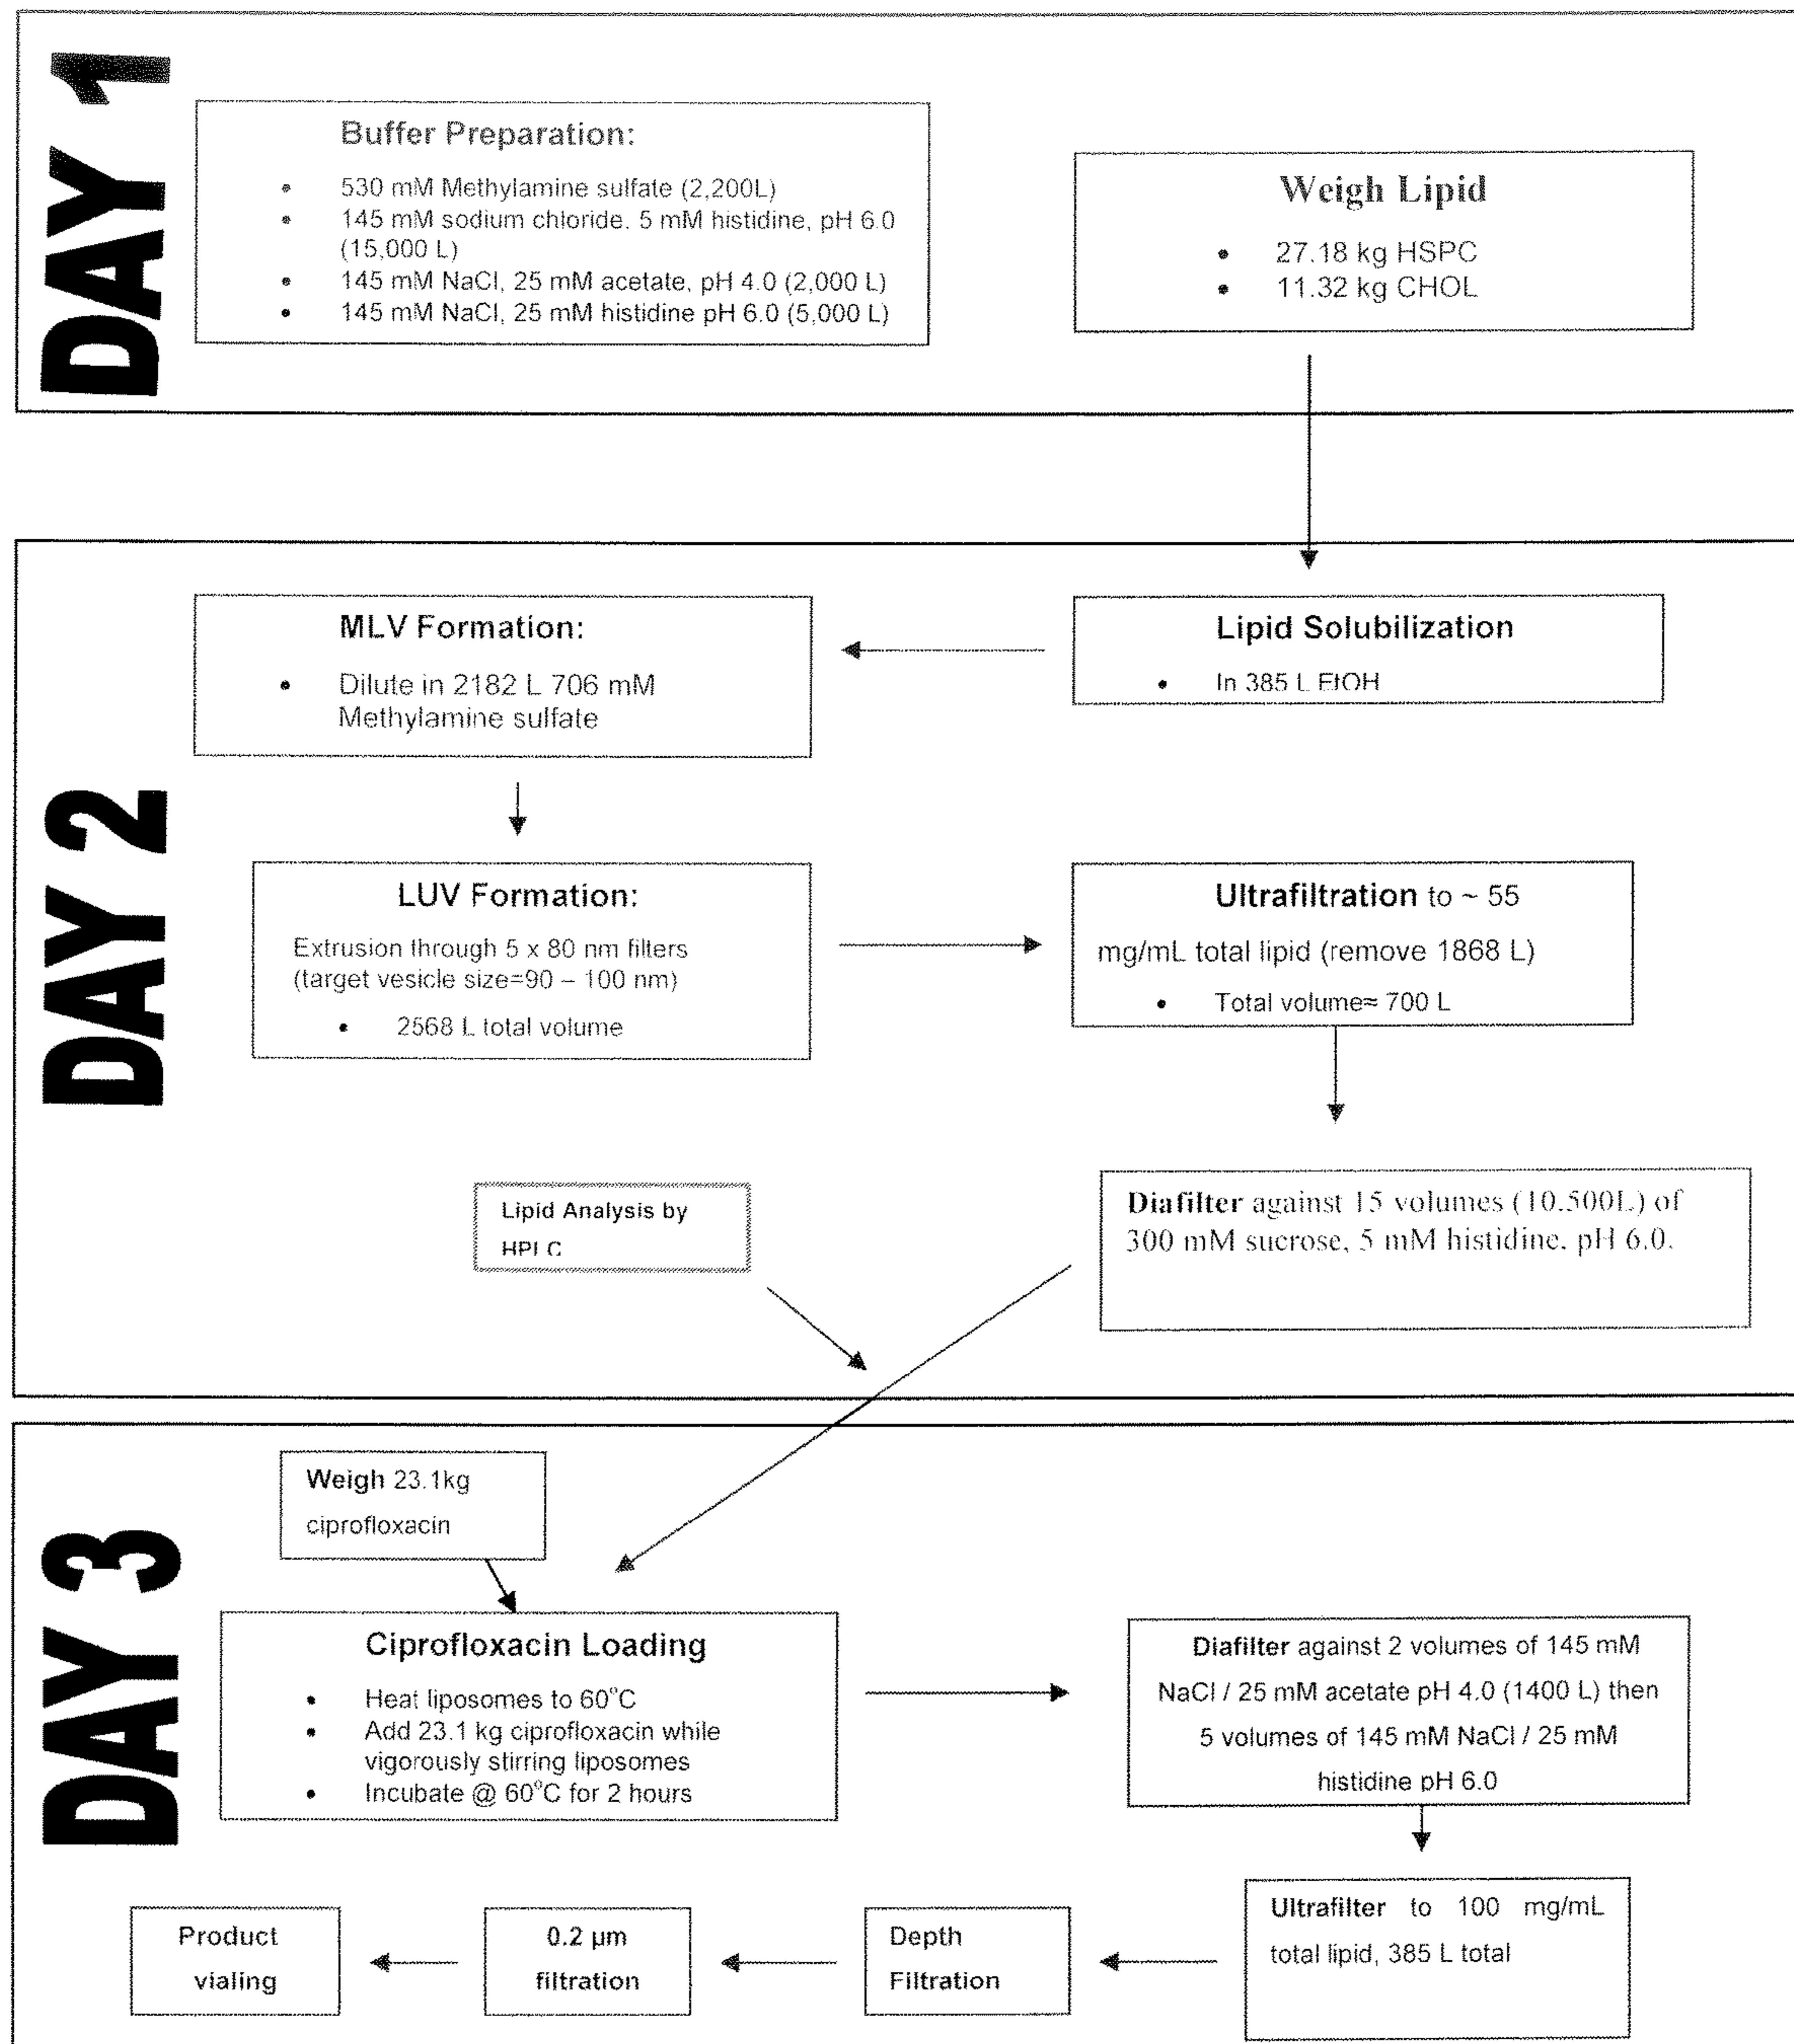 DAY 1
Buffer Preparation:
• 530 mM Methylamine sulfate (2,200L)
• 145 mM sodium chloride. 5 mM histidine, pH 6.0
(15,000 L)
• 145 mM NaCl, 25 mM acetate, pH 4.0 (2,000 L)
• 145 mM NaCl, 25 mM histidine pH 6.0 (5,000 L)
Weigh Lipid
• 27.18 kg HSPC
• 11.32 kg CHOL
DAY 2
Lipid Solubilization
• In 385 L EtOH
MLV Formation:
• Dilute in 2182 L 706 mM
Methylamine sulfate
LUV Formation:
Extrusion through 5 x 80 nm filters
(target vesicle size=90 – 100 nm)
• 2568 L total volume
Ultrafiltration to ~ 55
mg/mL total lipid (remove 1868 L)
• Total volume≈ 700 L
Diafilter against 15 volumes (10.500L) of
300 mM sucrose, 5 mM histidine. pH 6.0.
Lipid Analysis by
HPLC
DAY 3
Weigh 23.1kg
ciprofloxacin
Ciprofloxacin Loading
• Heat liposomes to 60°C
• Add 23.1 kg ciprofloxacin while
vigorously stirring liposomes
• Incubate @ 60°C for 2 hours
Diafilter against 2 volumes of 145 mM
NaCl / 25 mM acetate pH 4.0 (1400 L) then
5 volumes of 145 mM NaCl / 25 mM
histidine pH 6.0
Ultrafilter to 100 mg/mL
total lipid, 385 L total
Depth
Filtration
0.2 µm
filtration
Product
vialing